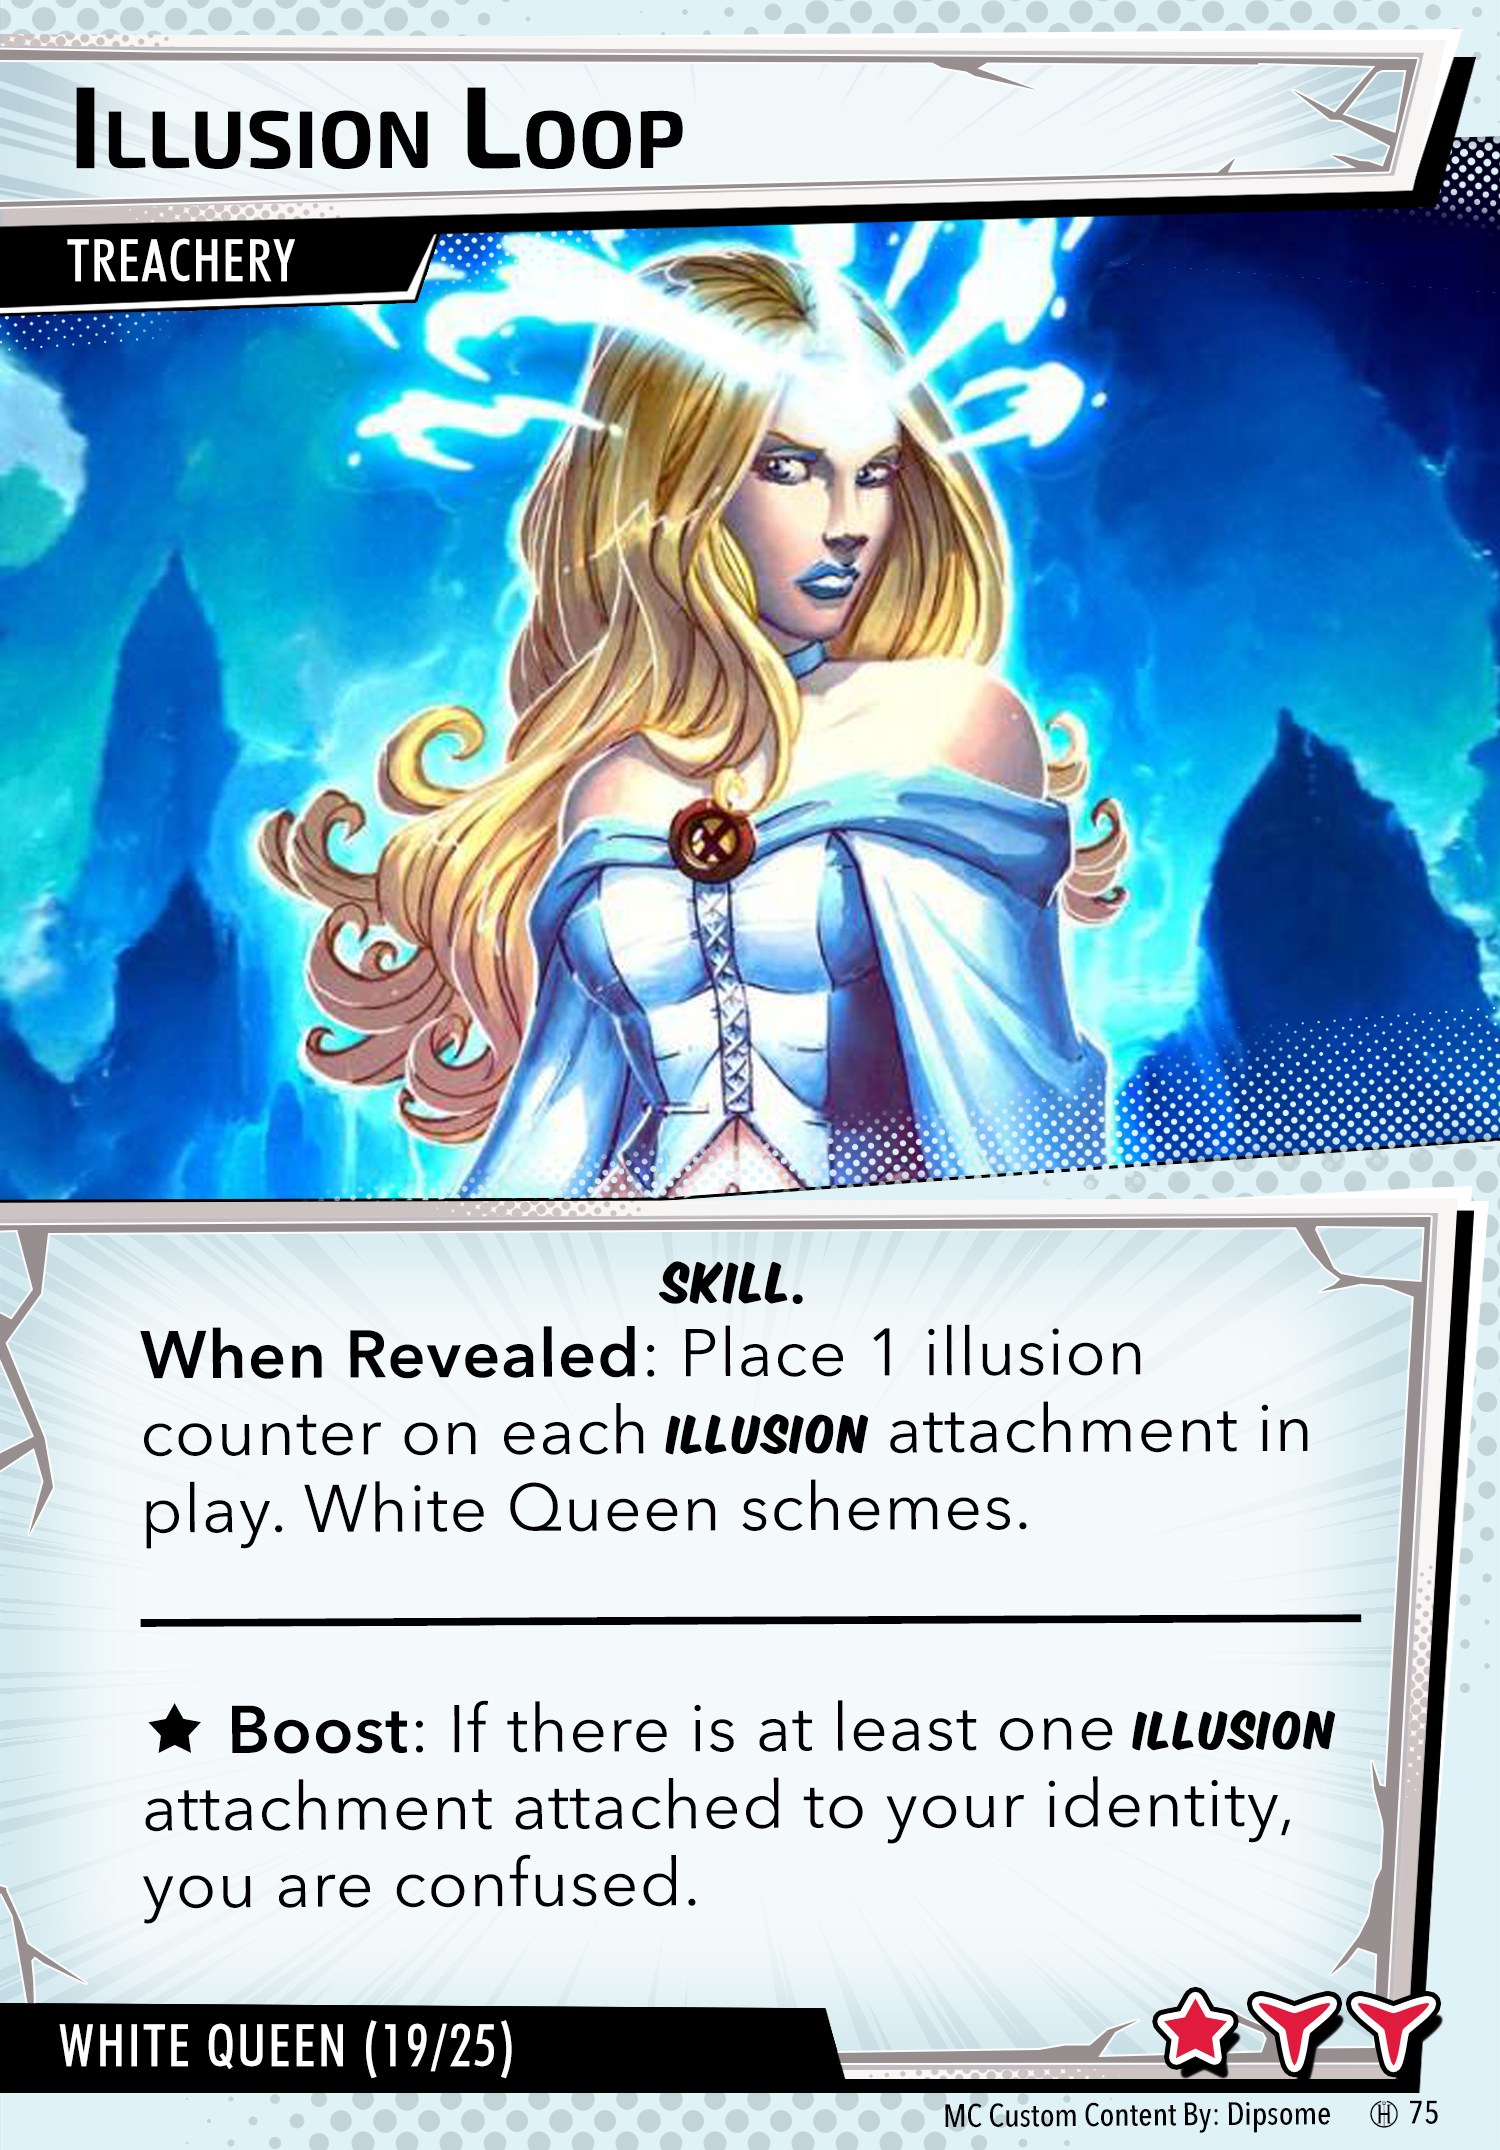 Illusion Loop
TREACHERY
SKILL.
When Revealed: Place 1 illusion
counter on each ILLUSION attachment in
play. White Queen schemes.
★ Boost: If there is at least one ILLUSION
attachment attached to your identity,
you are confused.
WHITE QUEEN (19/25)
MC Custom Content By: Dipsome H 75